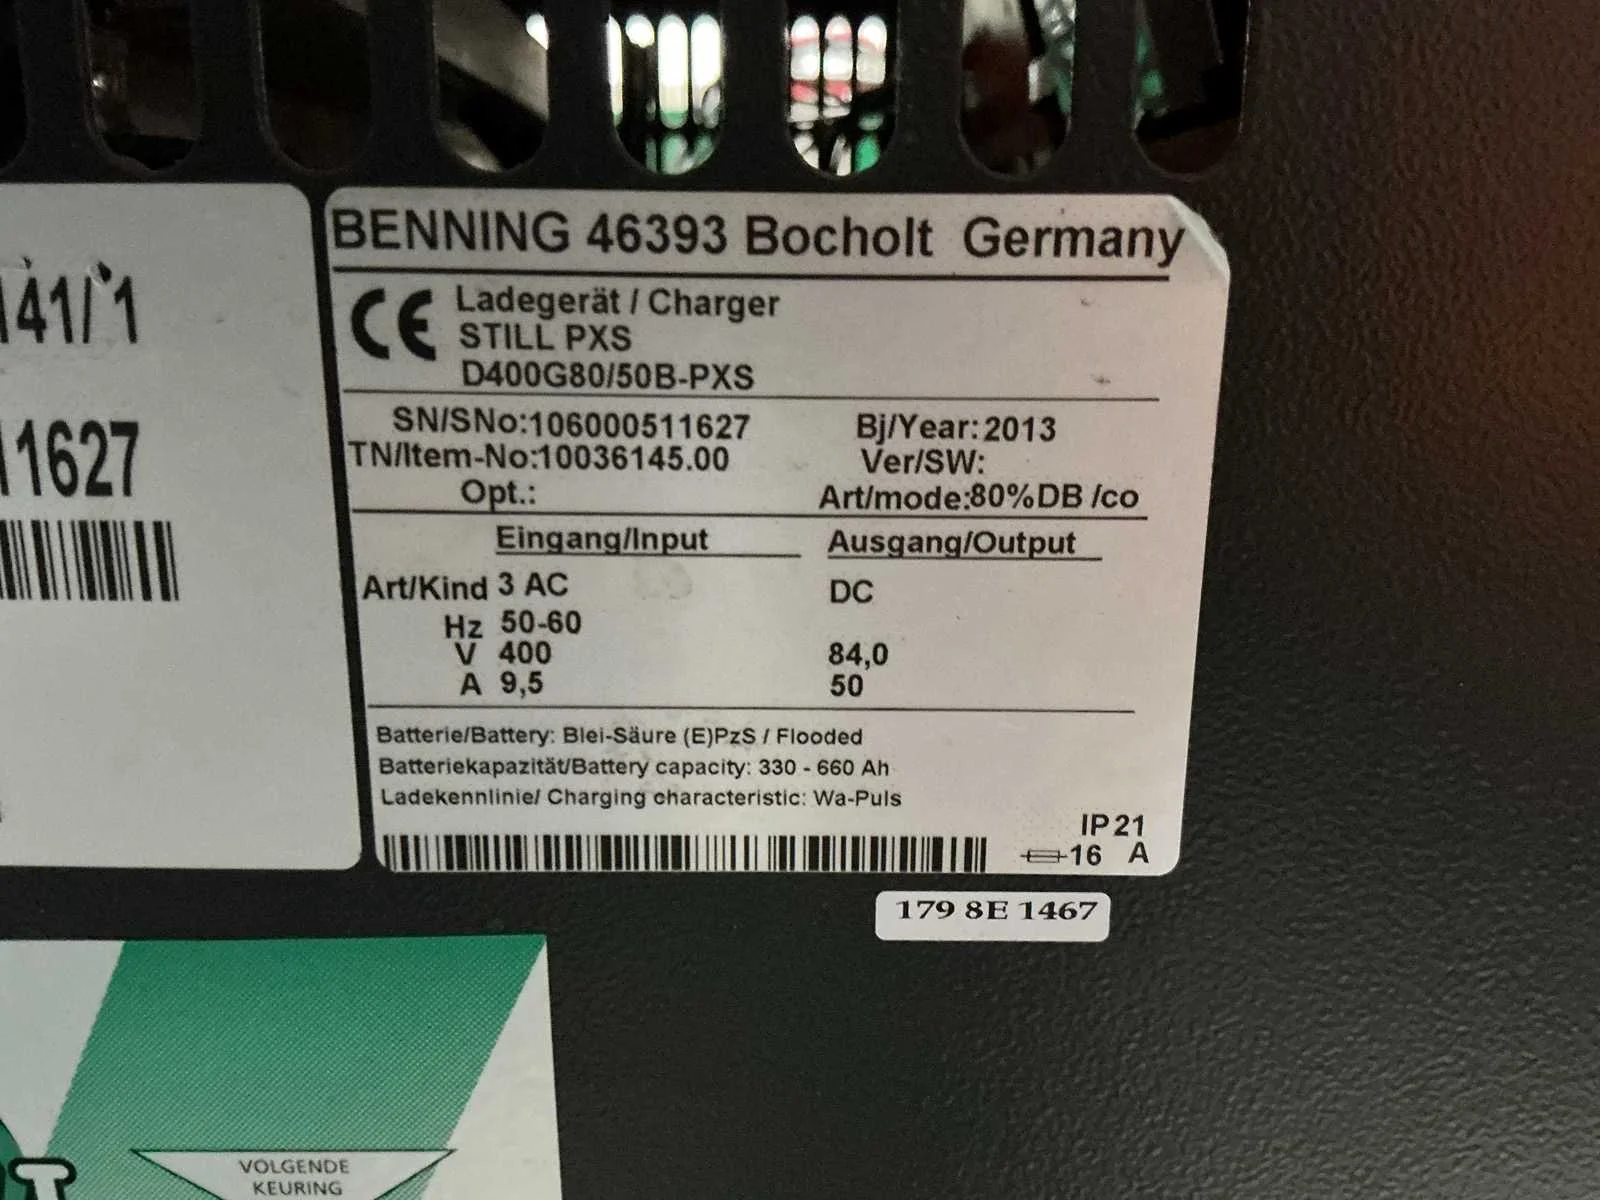 BENNING 46393 Bocholt Germany
CE Ladegerät / Charger
STILL PXS
D400G80/50B-PXS
SN/SNo:106000511627 Bj/Year:2013
TN/Item-No:10036145.00 Ver/SW:
Opt.: Art/mode:80%DB /co
Eingang/Input Ausgang/Output
Art/Kind 3 AC DC
Hz 50-60
V 400 84,0
A 9,5 50
Batterie/Battery: Blei-Säure (E)PzS / Flooded
Batteriekapazität/Battery capacity: 330 - 660 Ah
Ladekennlinie/ Charging characteristic: Wa-Puls
IP 21
16 A
179 8E 1467
141/1
11627
VOLGENDE
KEURING